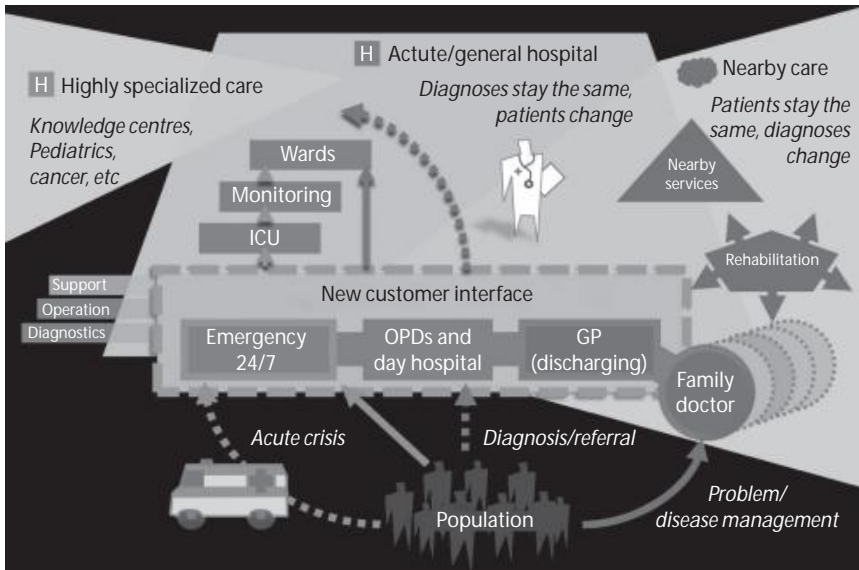 H Highly specialized care
Knowledge centres,
Pediatrics,
cancer, etc
H Actute/general hospital
Diagnoses stay the same,
patients change
Nearby care
Patients stay the
same, diagnoses
change
Wards
Monitoring
ICU
Nearby
services
Rehabilitation
Support
Operation
Diagnostics
New customer interface
Emergency
24/7
OPDs and
day hospital
GP
(discharging)
Family
doctor
Acute crisis
Diagnosis/referral
Population
Problem/
disease management